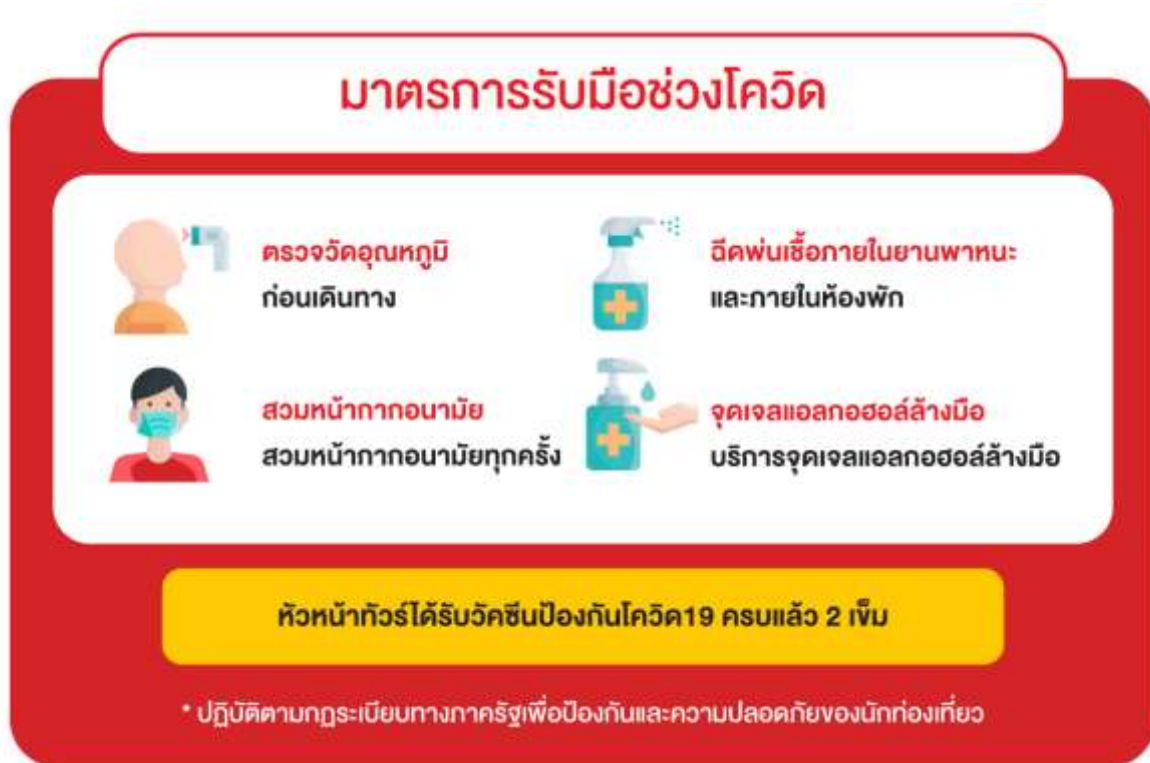 มาตรการรับมือช่วงโควิด
ตรวจวัดอุณหภูมิ
ก่อนเดินทาง
ฉีดพ่นเชื้อภายในยานพาหนะ
และภายในห้องพัก
สวมหน้ากากอนามัย
สวมหน้ากากอนามัยทุกครั้ง
จุดเจลแอลกอฮอล์ล้างมือ
บริการจุดเจลแอลกอฮอล์ล้างมือ
หัวหน้าทัวร์ได้รับวัคซีนป้องกันโควิด19 ครบแล้ว 2 เข็ม
* ปฏิบัติตามกฎระเบียบทางภาครัฐเพื่อป้องกันและความปลอดภัยของนักท่องเที่ยว